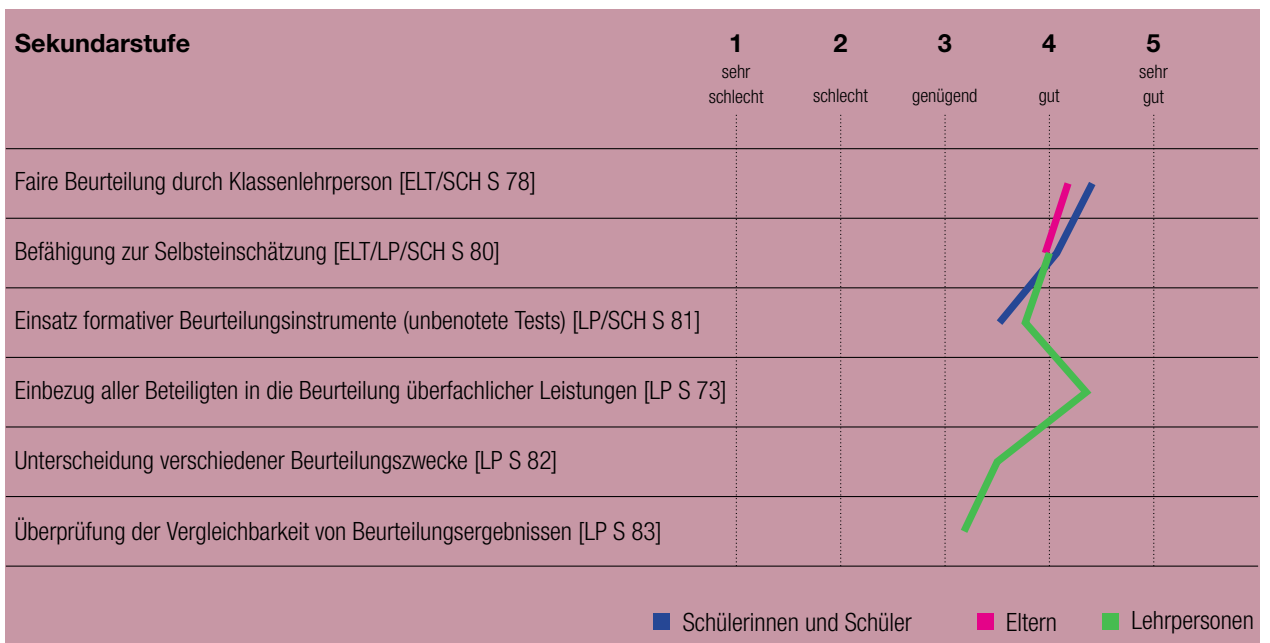 Sekundarstufe
1 2 3 4 5
sehr sehr
schlecht schlecht genügend gut gut
Faire Beurteilung durch Klassenlehrperson [ELT/SCH S 78]
Befähigung zur Selbsteinschätzung [ELT/LP/SCH S 80]
Einsatz formativer Beurteilungsinstrumente (unbenotete Tests) [LP/SCH S 81]
Einbezug aller Beteiligten in die Beurteilung überfachlicher Leistungen [LP S 73]
Unterscheidung verschiedener Beurteilungszwecke [LP S 82]
Überprüfung der Vergleichbarkeit von Beurteilungsergebnissen [LP S 83]
Schülerinnen und Schüler Eltern Lehrpersonen